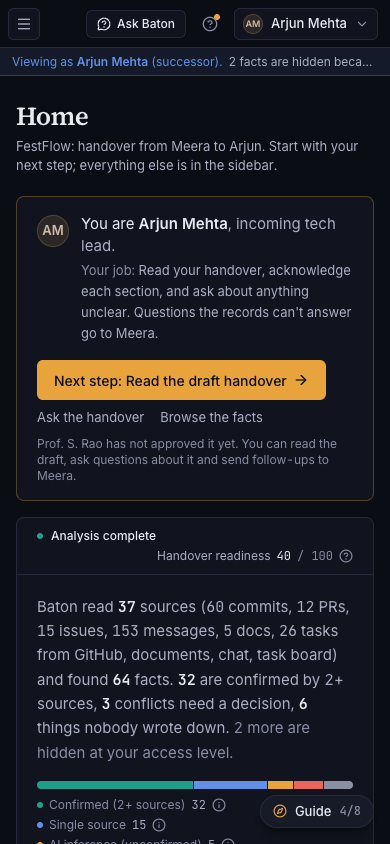 Ask Baton
AM Arjun Mehta
Viewing as Arjun Mehta (successor). 2 facts are hidden beca...
Home
FestFlow: handover from Meera to Arjun. Start with your
next step; everything else is in the sidebar.
AM
You are Arjun Mehta, incoming tech
lead.
Your job: Read your handover, acknowledge
each section, and ask about anything
unclear. Questions the records can't answer
go to Meera.
Next step: Read the draft handover →
Ask the handover Browse the facts
Prof. S. Rao has not approved it yet. You can read the
draft, ask questions about it and send follow-ups to
Meera.
Analysis complete
Handover readiness 40 / 100
Baton read 37 sources (60 commits, 12 PRs,
15 issues, 153 messages, 5 docs, 26 tasks
from GitHub, documents, chat, task board)
and found 64 facts. 32 are confirmed by 2+
sources, 3 conflicts need a decision, 6
things nobody wrote down. 2 more are
hidden at your access level.
Confirmed (2+ sources) 32
Guide 4/8
Single source 15
AI inference (unconfirmed) 5